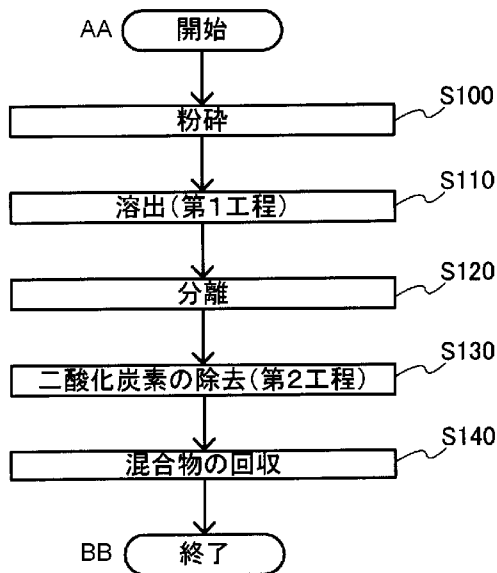 AA 開始
粉砕 S100
溶出(第1工程) S110
分離 S120
二酸化炭素の除去(第2工程) S130
混合物の回収 S140
BB 終了